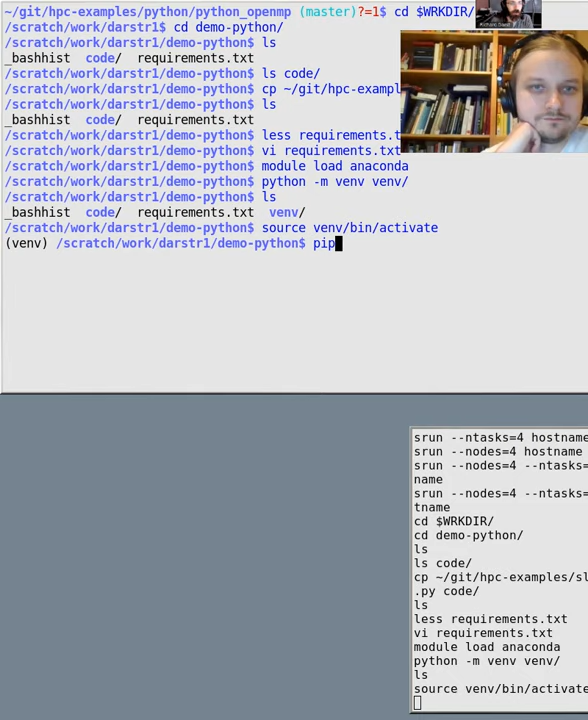 ~/git/hpc-examples/python/python_openmp (master)?=1$ cd $WRKDIR/
/scratch/work/darstr1$ cd demo-python/
/scratch/work/darstr1/demo-python$ ls
_bashhist  code/  requirements.txt
/scratch/work/darstr1/demo-python$ ls code/
/scratch/work/darstr1/demo-python$ cp ~/git/hpc-exampl
/scratch/work/darstr1/demo-python$ ls
_bashhist  code/  requirements.txt
/scratch/work/darstr1/demo-python$ less requirements.t
/scratch/work/darstr1/demo-python$ vi requirements.txt
/scratch/work/darstr1/demo-python$ module load anaconda
/scratch/work/darstr1/demo-python$ python -m venv venv/
/scratch/work/darstr1/demo-python$ ls
_bashhist  code/  requirements.txt  venv/
/scratch/work/darstr1/demo-python$ source venv/bin/activate
(venv) /scratch/work/darstr1/demo-python$ pip
srun --ntasks=4 hostname
srun --nodes=4 hostname
srun --nodes=4 --ntasks=
name
srun --nodes=4 --ntasks=
tname
cd $WRKDIR/
cd demo-python/
ls
ls code/
cp ~/git/hpc-examples/sl
.py code/
ls
less requirements.txt
vi requirements.txt
module load anaconda
python -m venv venv/
ls
source venv/bin/activate